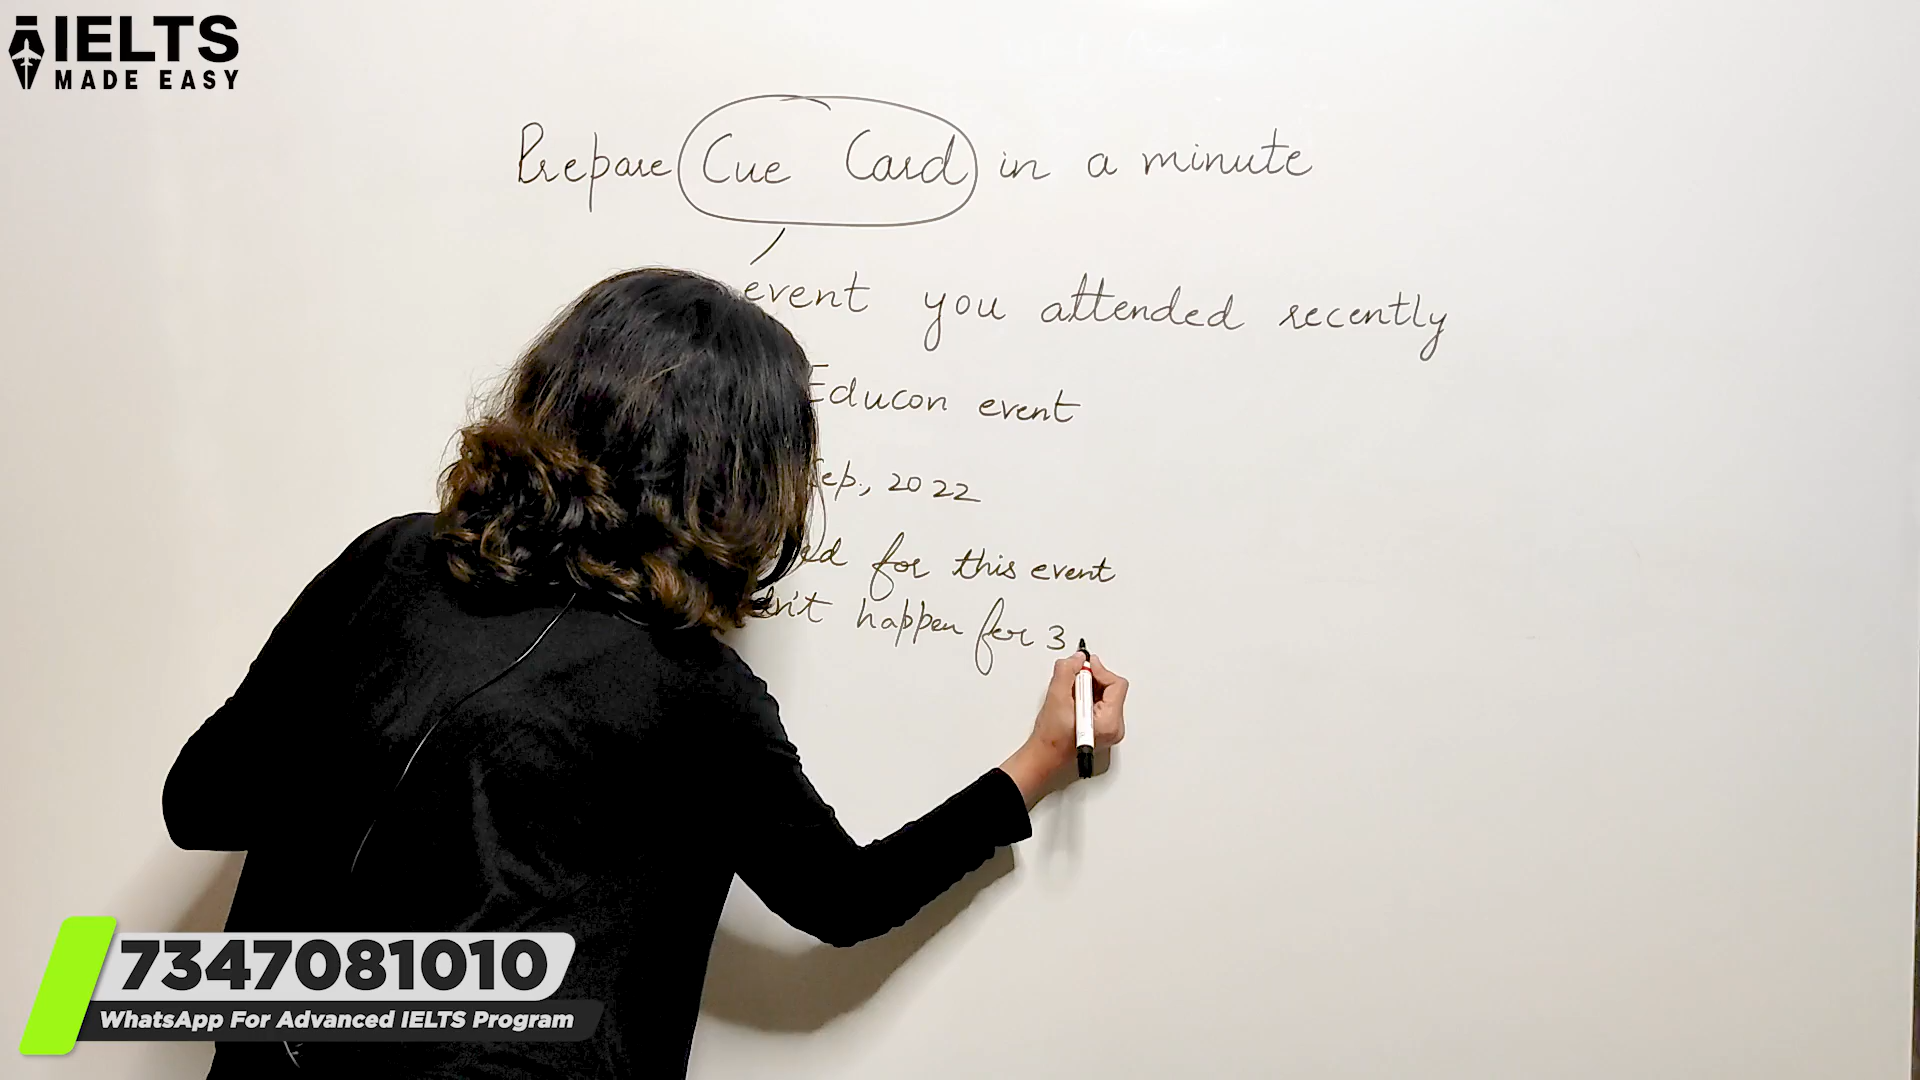 IELTS
MADE EASY
Prepare Cue Card in a minute
event you attended recently
Educon event
Sep., 2022
for this event
happen for 3
7347081010
WhatsApp For Advanced IELTS Program